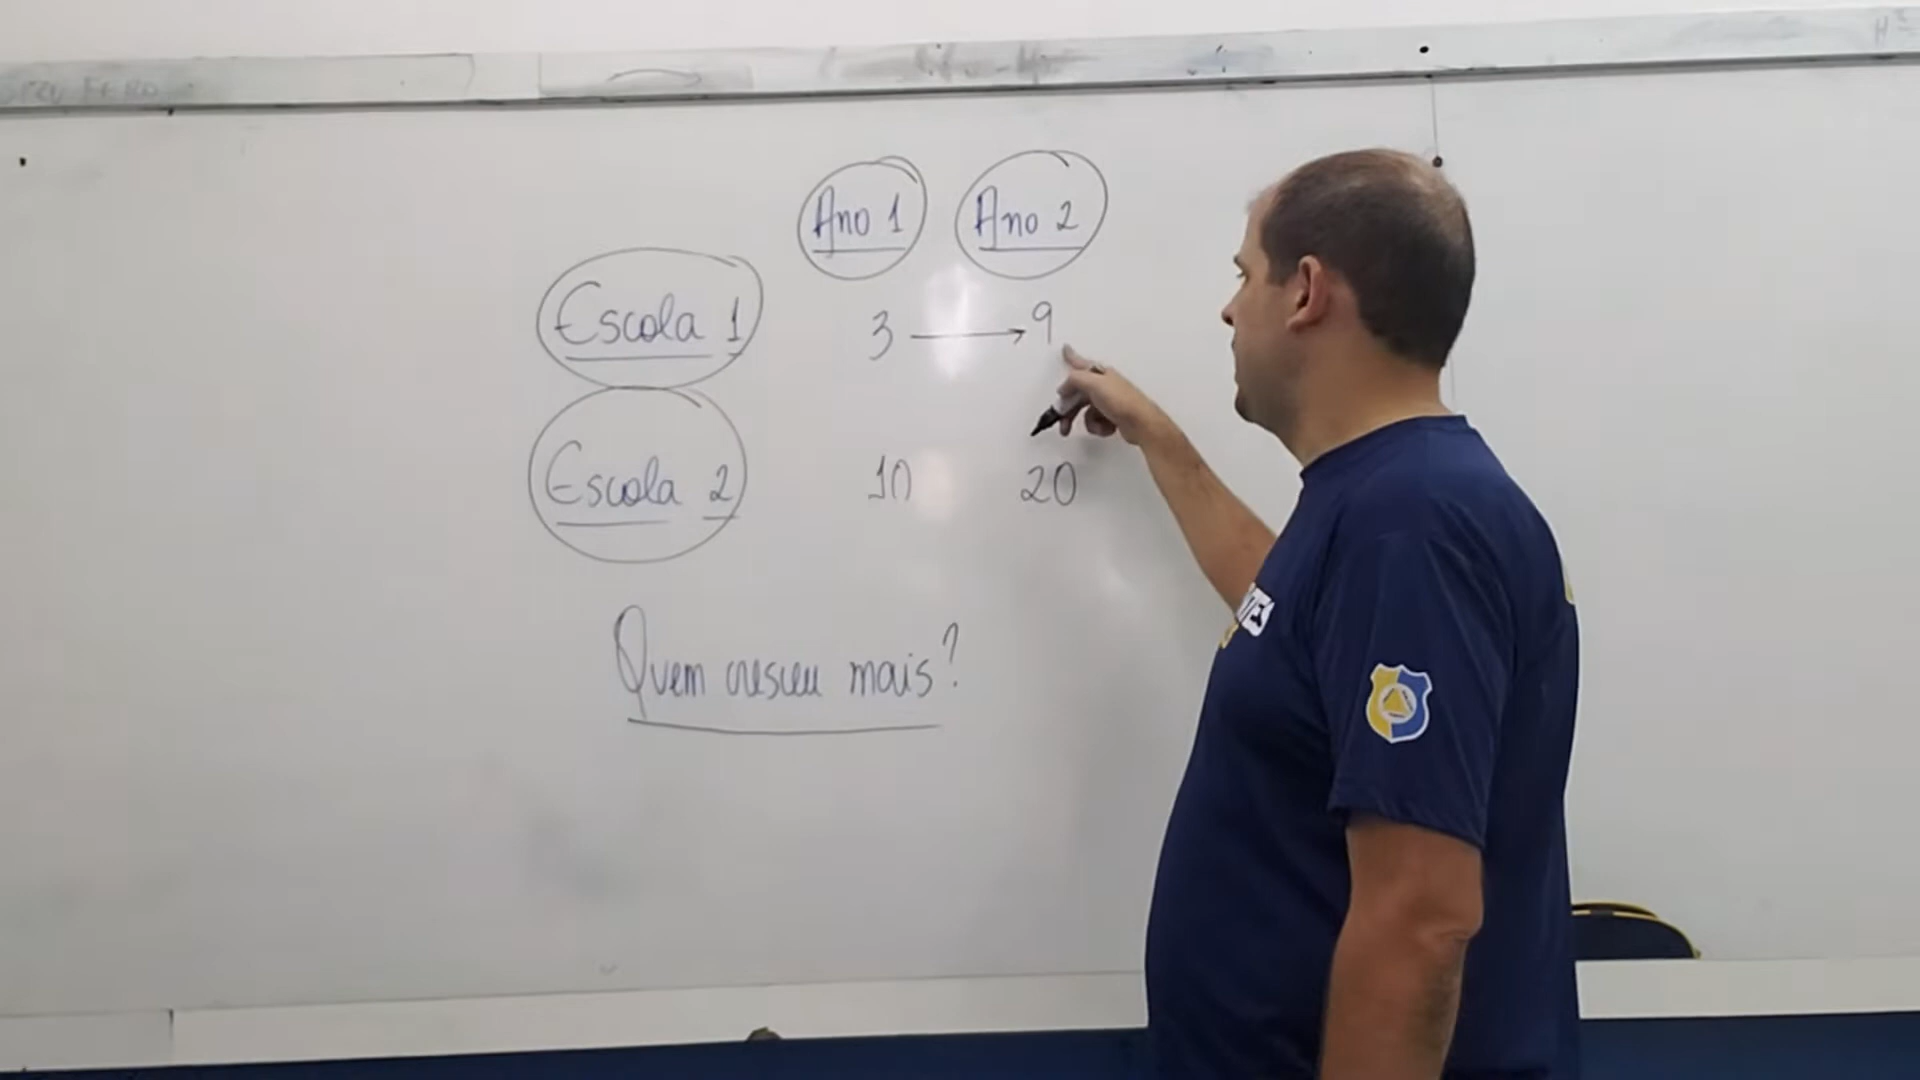 Ano 1 Ano 2
Escola 1 3 → 9
Escola 2 10 20
Quem cresceu mais?